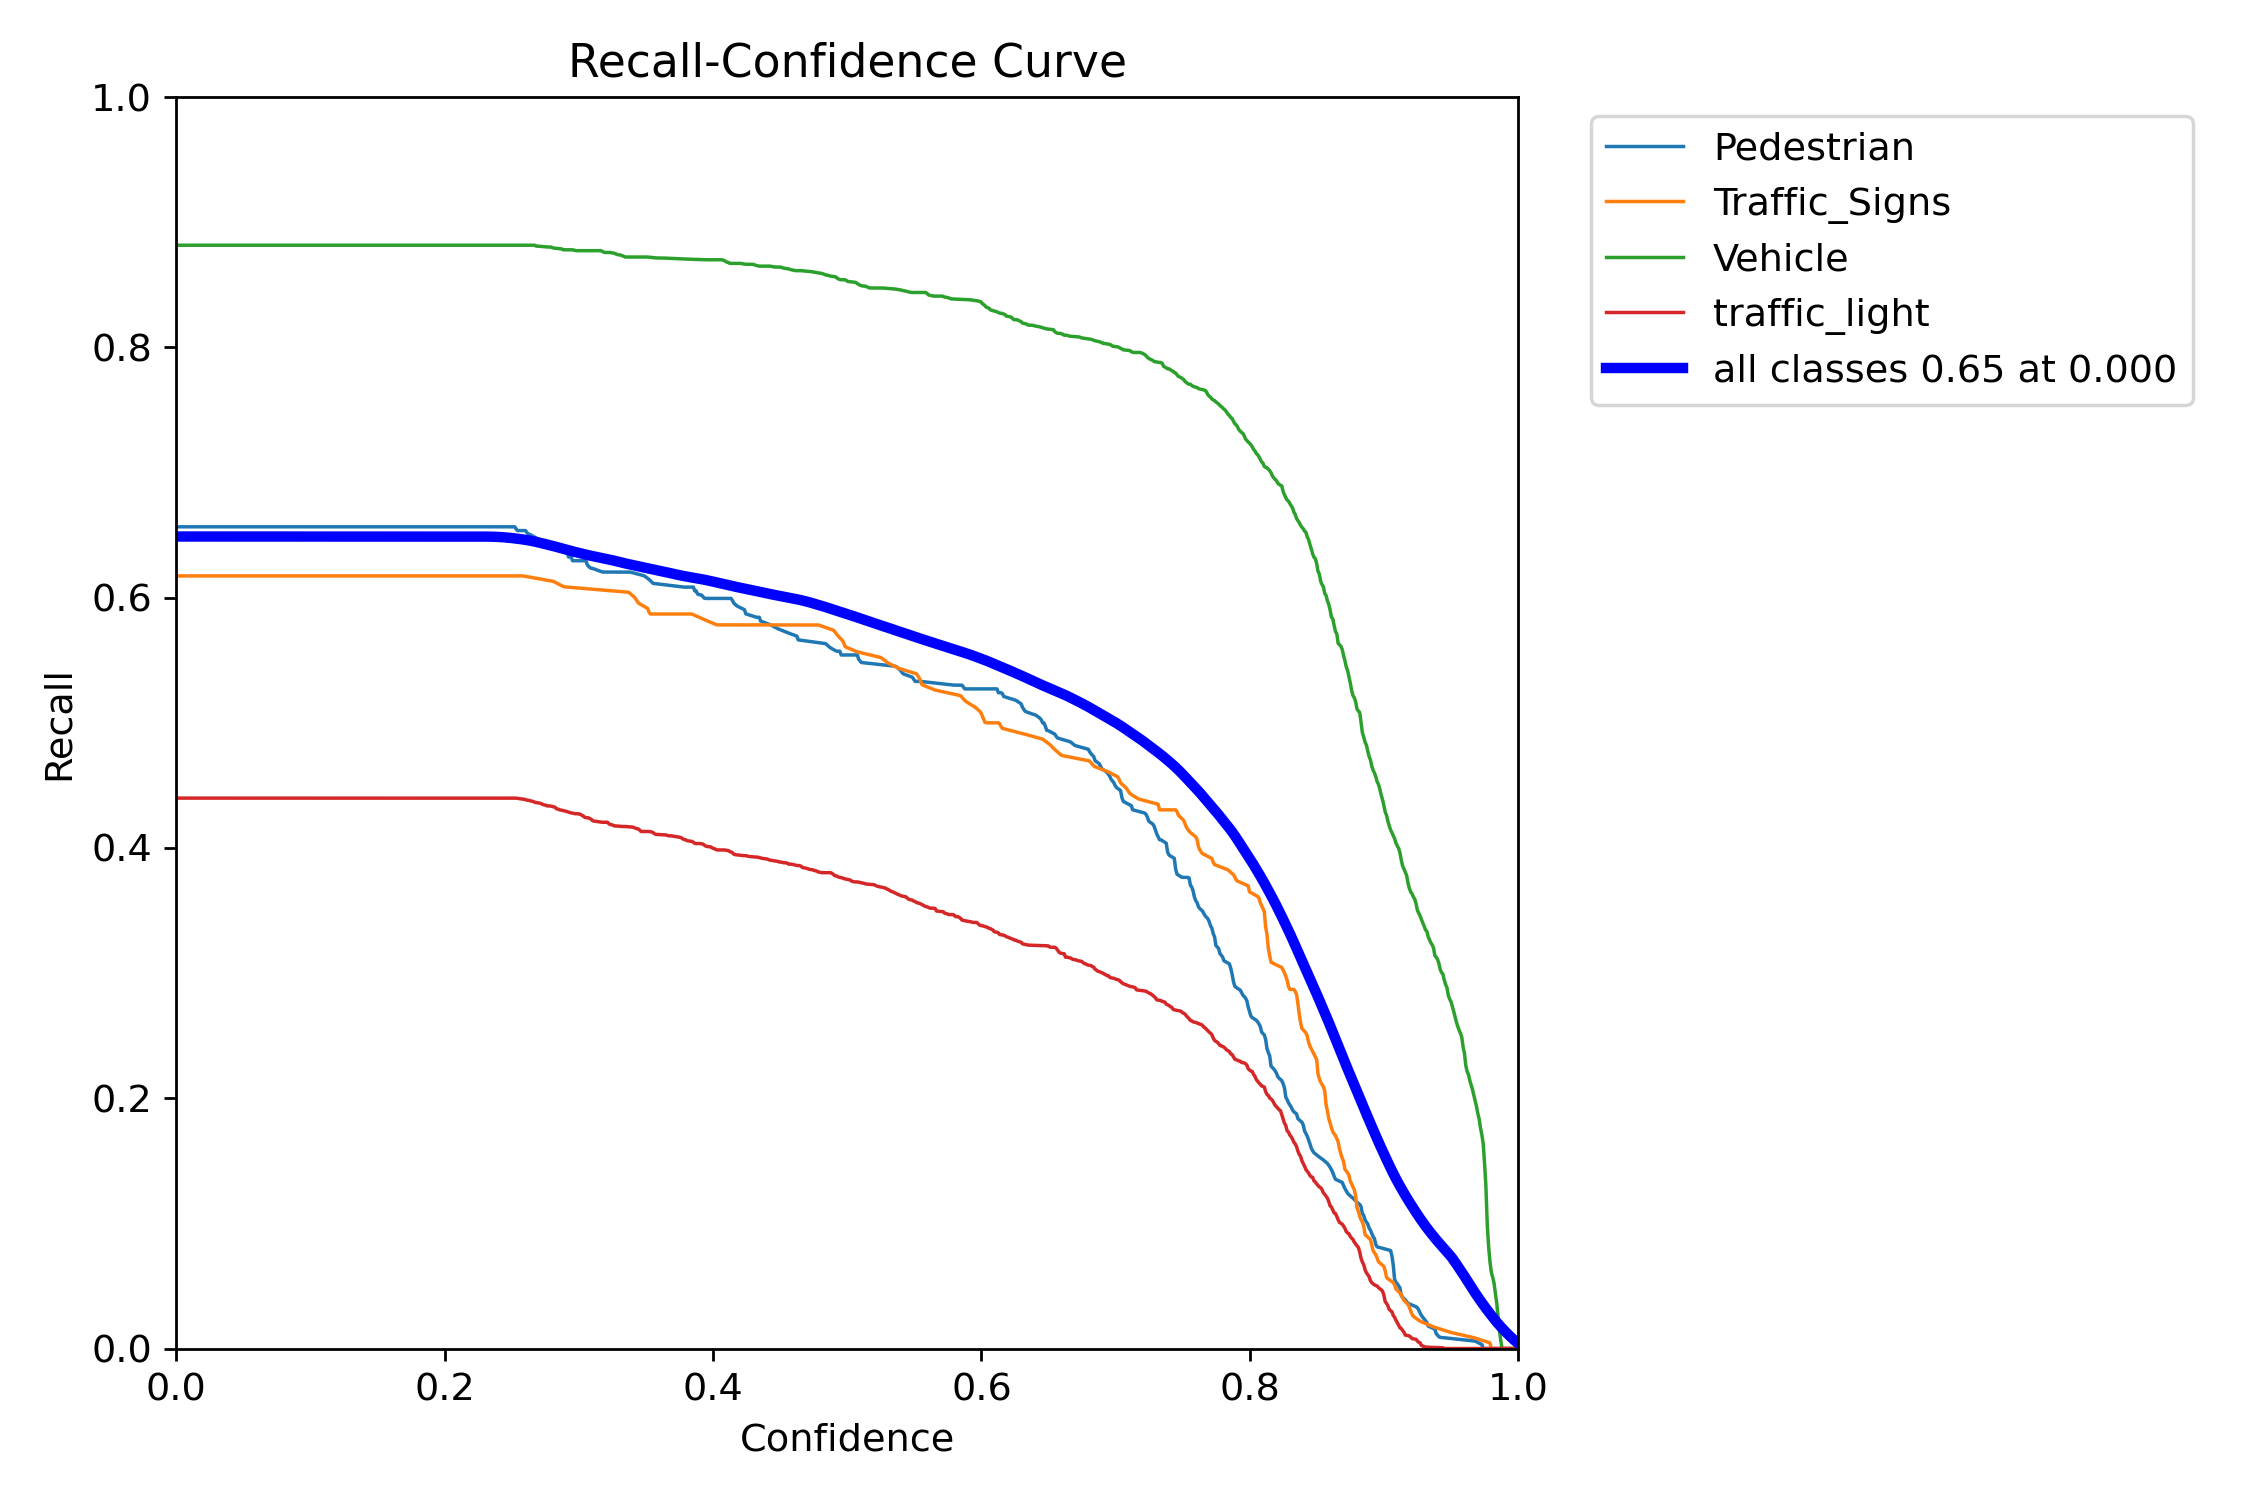 Recall-Confidence Curve
1.0
0.8
0.6
0.4
0.2
0.0
Recall
0.0 0.2 0.4 0.6 0.8 1.0
Confidence
Pedestrian
Traffic_Signs
Vehicle
traffic_light
all classes 0.65 at 0.000